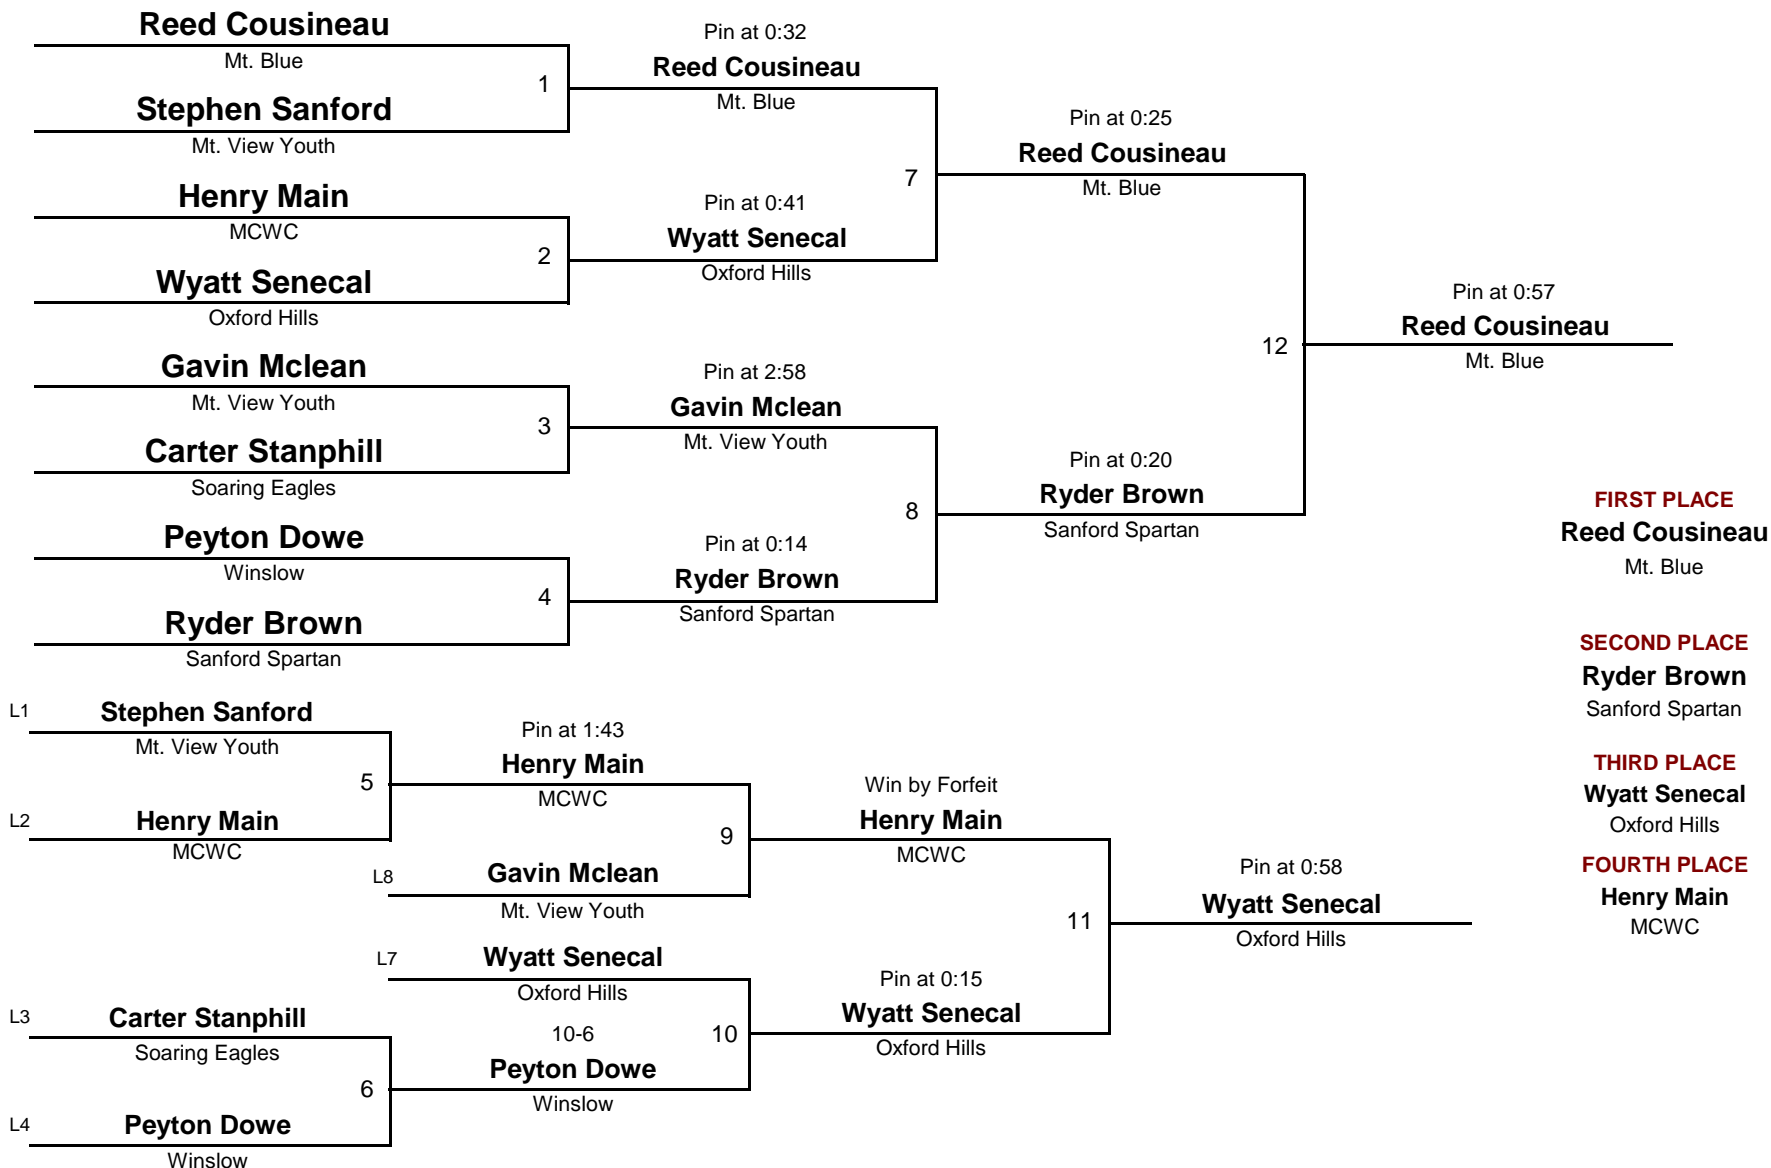 Reed Cousineau
Mt. Blue
1
Stephen Sanford
Mt. View Youth
Henry Main
MCWC
2
Wyatt Senecal
Oxford Hills
Gavin Mclean
Mt. View Youth
3
Carter Stanphill
Soaring Eagles
Peyton Dowe
Winslow
4
Ryder Brown
Sanford Spartan
Pin at 0:32
Reed Cousineau
Mt. Blue
7
Pin at 0:41
Wyatt Senecal
Oxford Hills
Pin at 2:58
Gavin Mclean
Mt. View Youth
8
Pin at 0:14
Ryder Brown
Sanford Spartan
Pin at 0:25
Reed Cousineau
Mt. Blue
12
Pin at 0:20
Ryder Brown
Sanford Spartan
Pin at 0:57
Reed Cousineau
Mt. Blue
FIRST PLACE
Reed Cousineau
Mt. Blue
SECOND PLACE
Ryder Brown
Sanford Spartan
THIRD PLACE
Wyatt Senecal
Oxford Hills
FOURTH PLACE
Henry Main
MCWC
L1
Stephen Sanford
Mt. View Youth
5
L2
Henry Main
MCWC
L3
Carter Stanphill
Soaring Eagles
6
L4
Peyton Dowe
Winslow
Pin at 1:43
Henry Main
MCWC
9
L8
Gavin Mclean
Mt. View Youth
L7
Wyatt Senecal
Oxford Hills
10-6
10
Peyton Dowe
Winslow
Win by Forfeit
Henry Main
MCWC
11
Pin at 0:15
Wyatt Senecal
Oxford Hills
Pin at 0:58
Wyatt Senecal
Oxford Hills